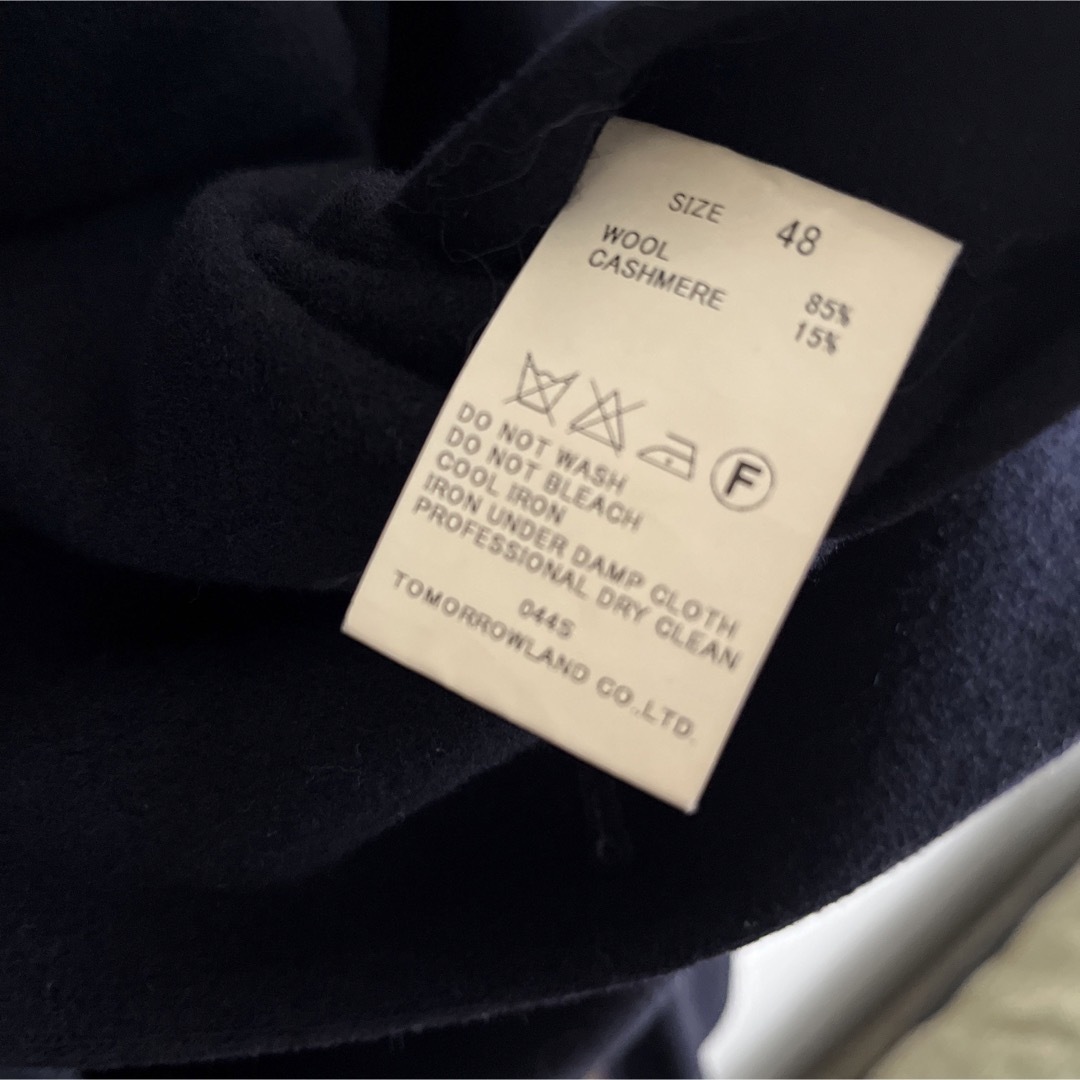 SIZE 48
WOOL 85%
CASHMERE 15%
F
DO NOT WASH
DO NOT BLEACH
COOL IRON
IRON UNDER DAMP CLOTH
PROFESSIONAL DRY CLEAN
0445
TOMORROWLAND CO.,LTD.